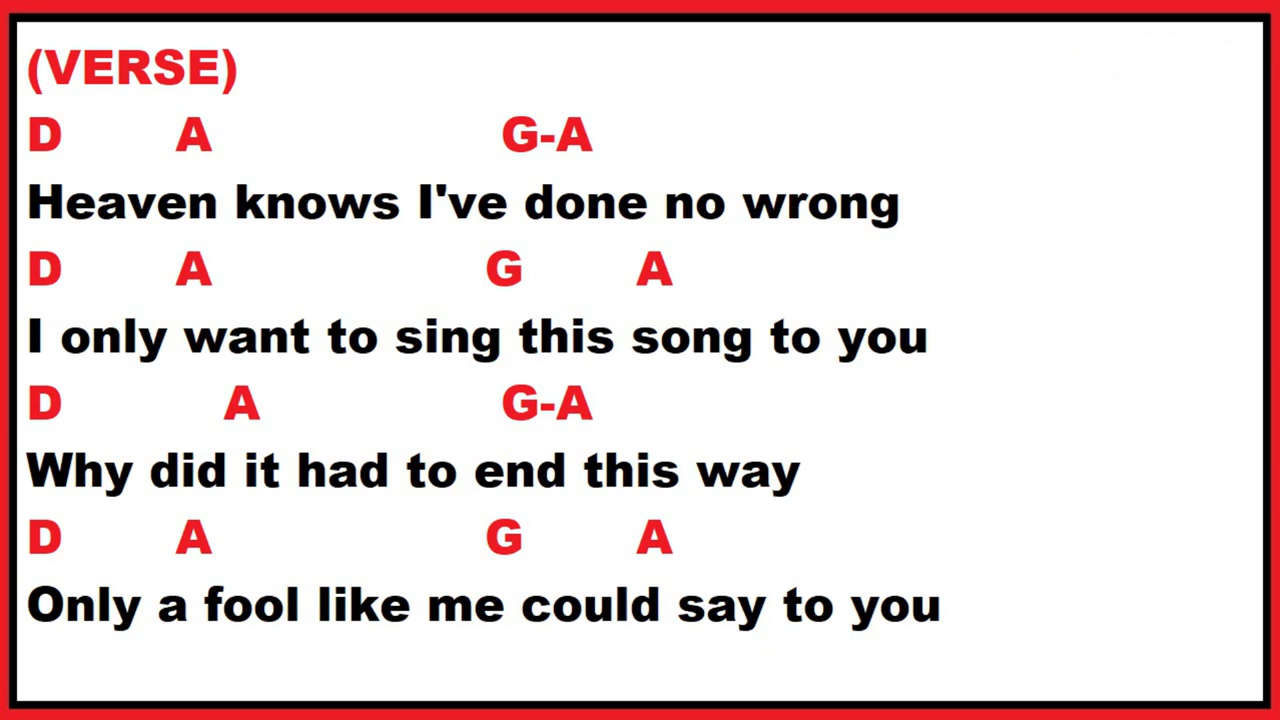 (VERSE)
D A G-A
Heaven knows I've done no wrong
D A G A
I only want to sing this song to you
D A G-A
Why did it had to end this way
D A G A
Only a fool like me could say to you